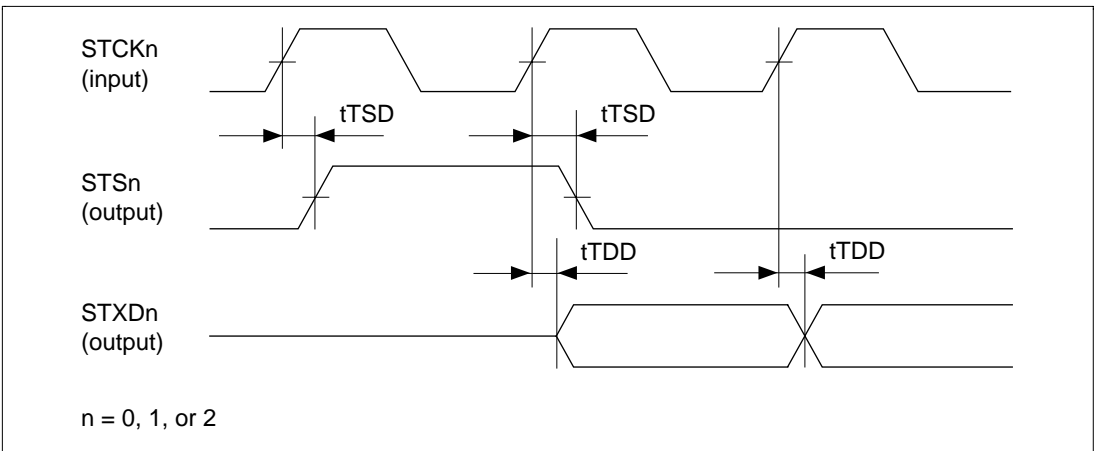 STCKn
(input)
tTSD
tTSD
STSn
(output)
tTDD
tTDD
STXDn
(output)
n = 0, 1, or 2